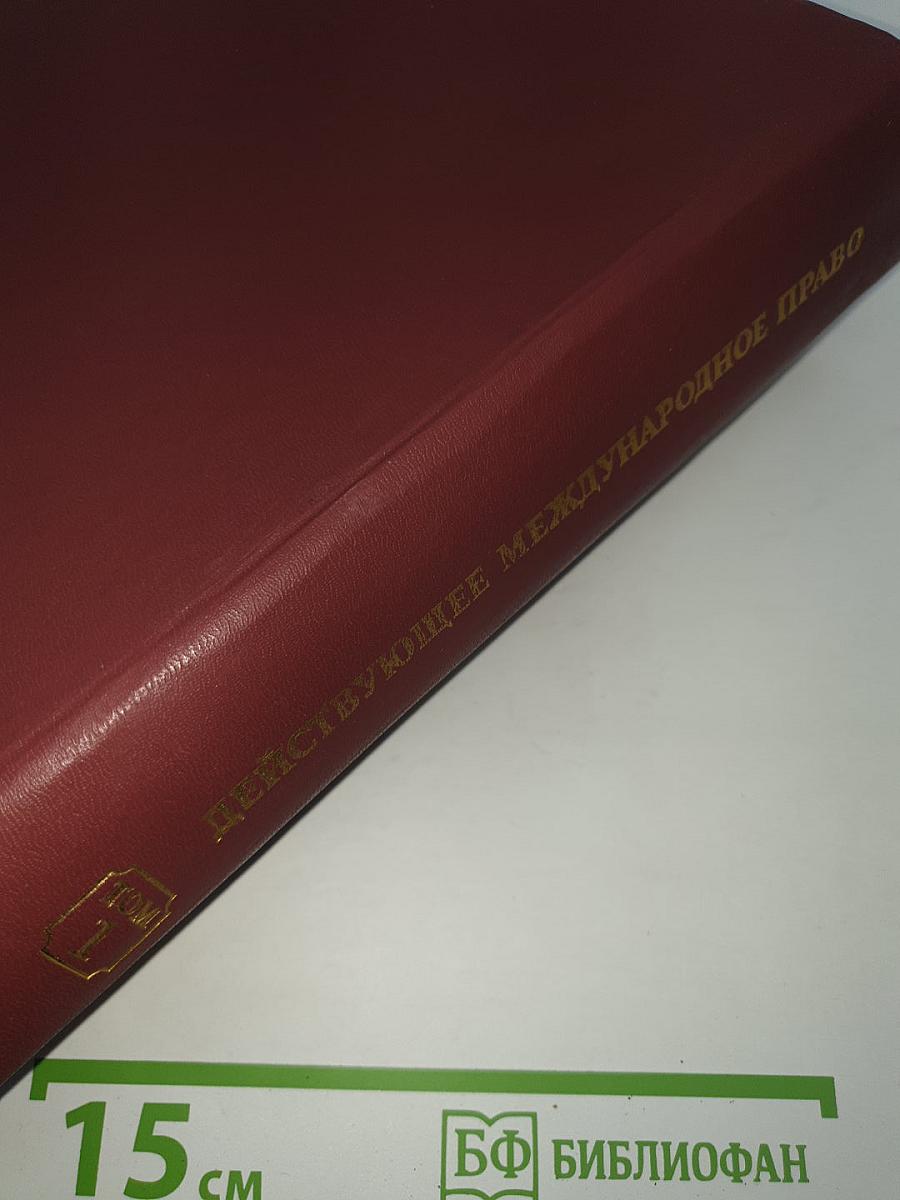 ДЕЙСТВУЮЩЕЕ МЕЖДУНАРОДНОЕ ПРАВО
ТОМ
1
15 см
БФ БИБЛИОФАН